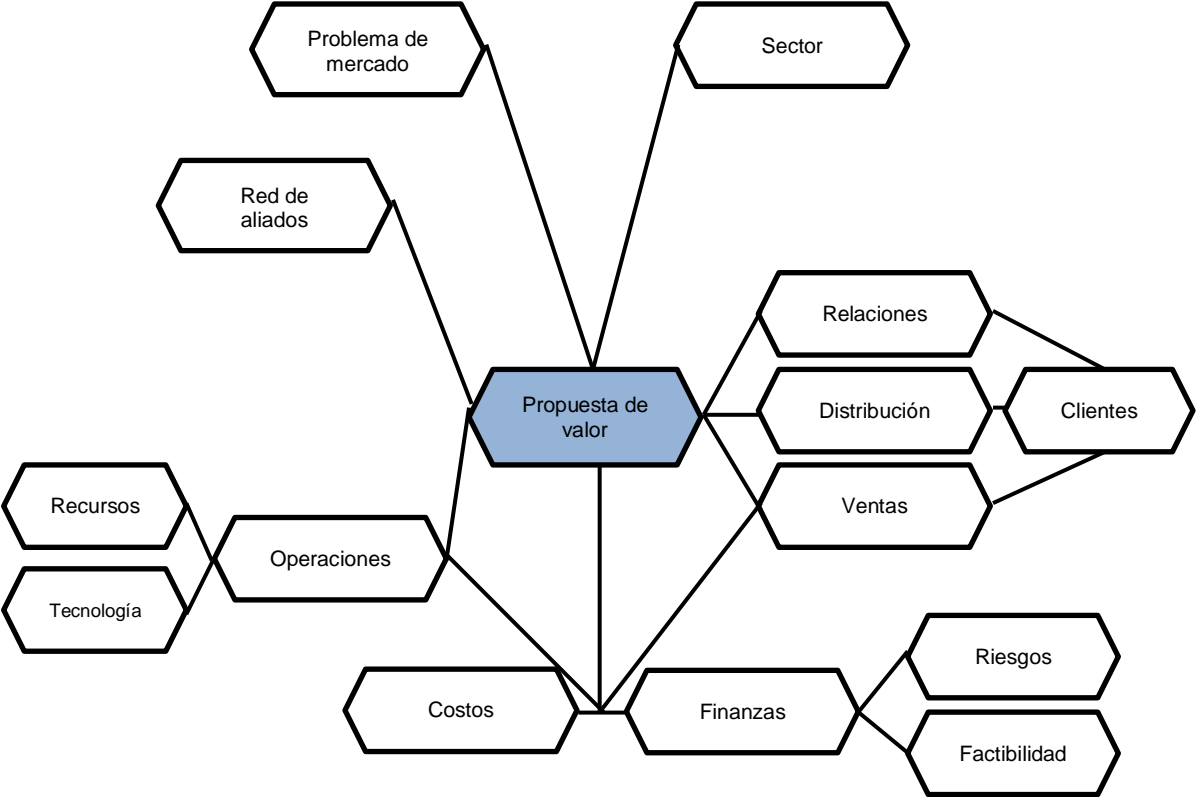 Problema de
mercado
Sector
Red de
aliados
Relaciones
Propuesta de
valor
Distribución
Clientes
Recursos
Ventas
Operaciones
Tecnología
Riesgos
Costos
Finanzas
Factibilidad